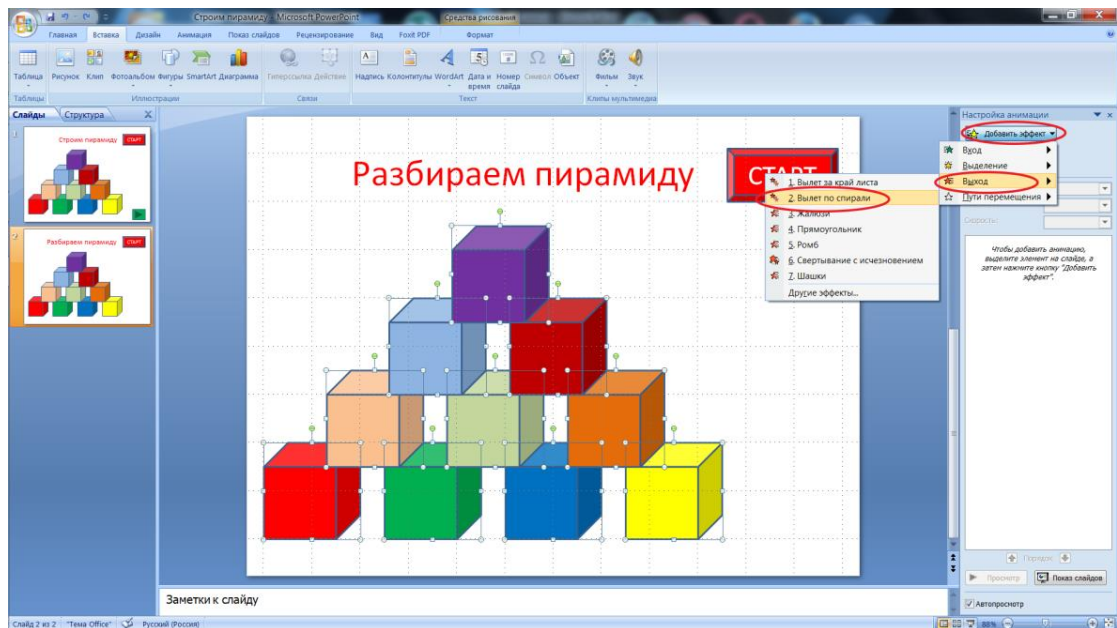 Строим пирамиду - Microsoft PowerPoint
Средства рисования
Главная Вставка Дизайн Анимация Показ слайдов Рецензирование Вид Foxit PDF Формат
Таблица Рисунок Клип Фотоальбом Фигуры SmartArt Диаграмма Гиперссылка Действие Надпись Колонтитулы WordArt Дата и время Номер слайда Символ Объект Фильм Звук
Таблицы Иллюстрации Связи Текст Клипы мультимедиа
Слайды Структура X
1
Строим пирамиду СТАРТ
2
Разбираем пирамиду СТАРТ
Разбираем пирамиду
СТАРТ
Настройка анимации
Добавить эффект
Вход
Выделение
Выход
Пути перемещения
Скорость:
1. Вылет за край листа
2. Вылет по спирали
3. Жалюзи
4. Прямоугольник
5. Ромб
6. Свертывание с исчезновением
7. Шашки
Другие эффекты...
Чтобы добавить анимацию,
выделите элемент на слайде, а
затем нажмите кнопку "Добавить
эффект".
Порядок
Просмотр Показ слайдов
Автопросмотр
Заметки к слайду
Слайд 2 из 2 "Тема Office" Русский (Россия) 88%